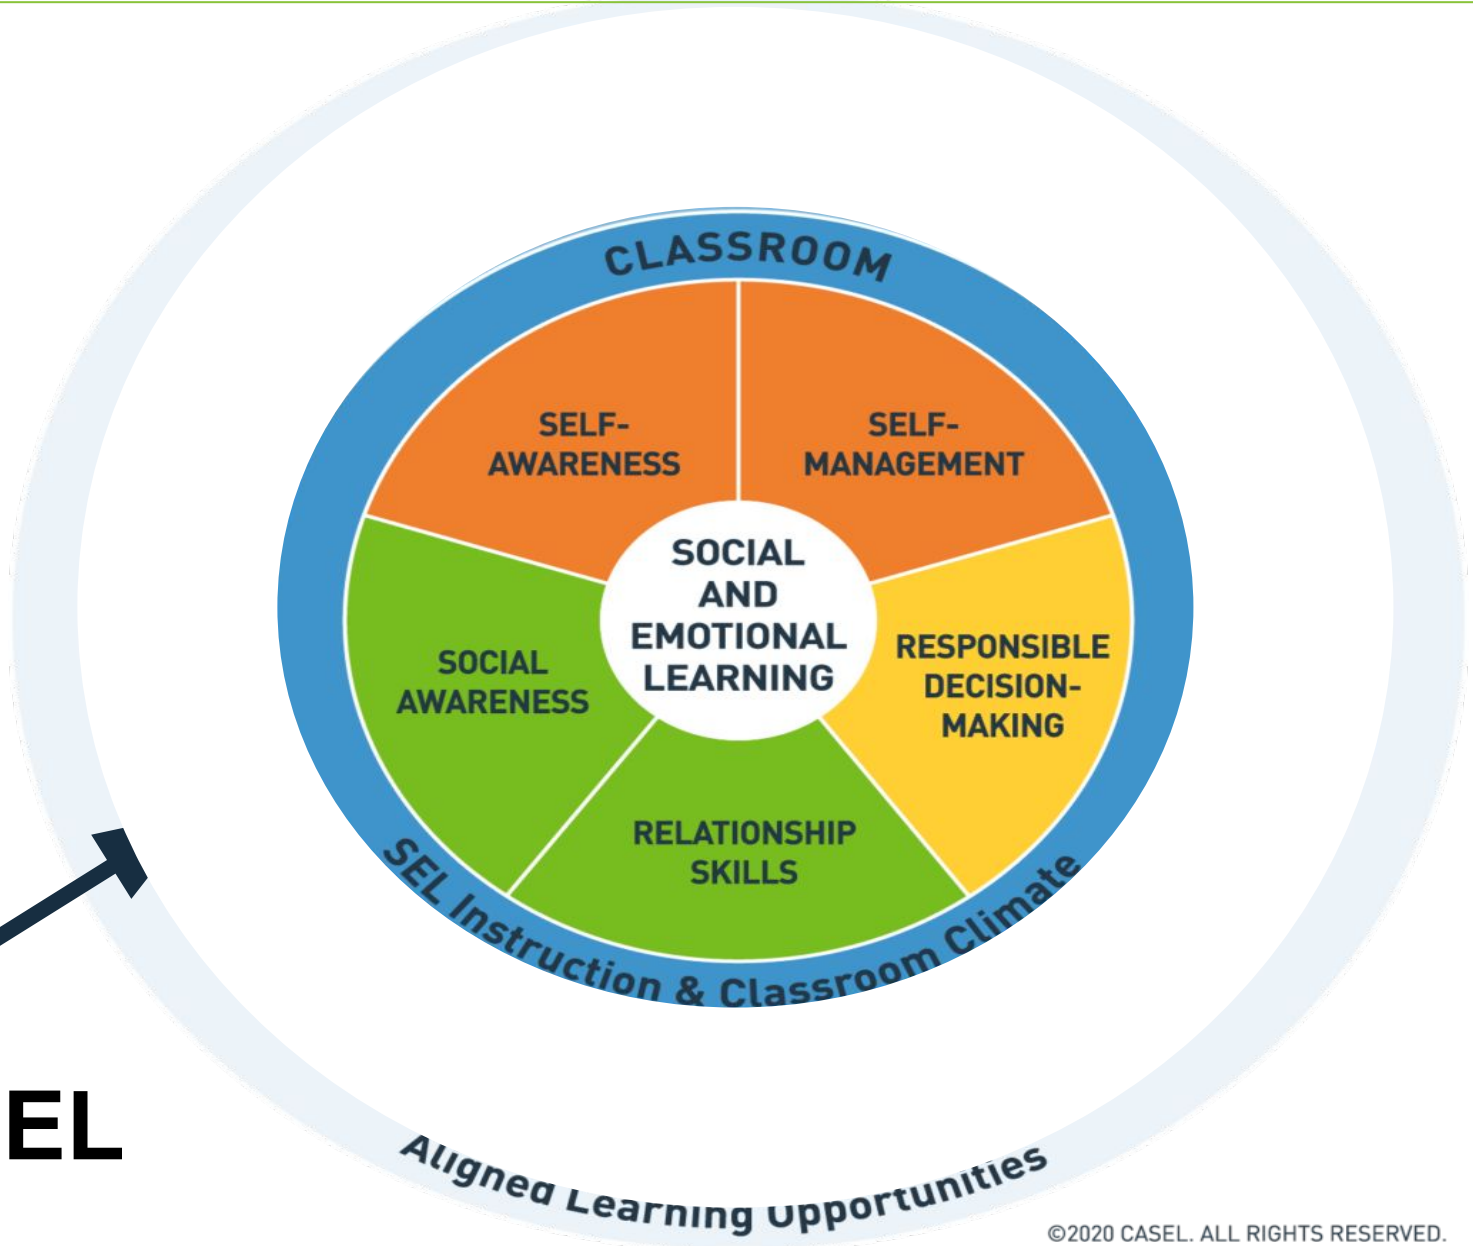 CLASSROOM
SELF-
AWARENESS
SELF-
MANAGEMENT
SOCIAL
AND
EMOTIONAL
LEARNING
SOCIAL
AWARENESS
RESPONSIBLE
DECISION-
MAKING
RELATIONSHIP
SKILLS
SEL Instruction & Classroom Climate
EL
Aligned Learning Opportunities
©2020 CASEL. ALL RIGHTS RESERVED.